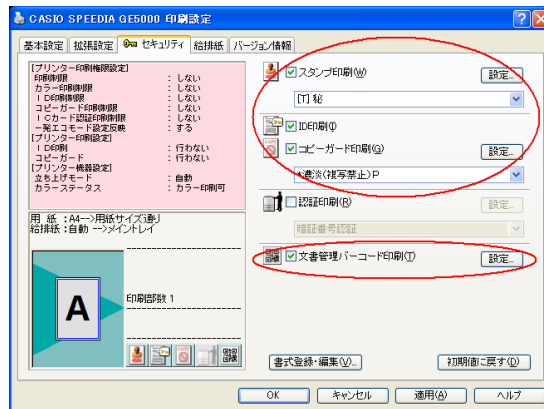 CASIO SPEEDIA GE5000 印刷設定
基本設定 拡張設定 セキュリティ 給排紙 バージョン情報
[プリンター印刷権限設定]
印刷制限 : しない
カラー印刷制限 : しない
ID印刷制限 : しない
コピーガード印刷制限 : しない
ICカード認証印刷制限 : しない
一発エコモード設定反映 : する
[プリンター印刷設定]
ID印刷 : 行わない
コピーガード : 行わない
[プリンター機器設定]
立ち上げモード : 自動
カラーステータス : カラー印刷可
用 紙 :A4-->用紙サイズ通り
給排紙 :自動 -->メイントレイ
A
印刷部数 1
スタンプ印刷(W) 設定...
[T] 秘
ID印刷(I)
コピーガード印刷(G) 設定...
*濃淡(複写禁止)P
認証印刷(R) 設定...
暗証番号認証
文書管理バーコード印刷(T) 設定...
書式登録・編集(V)... 初期値に戻す(D)
OK キャンセル 適用(A) ヘルプ